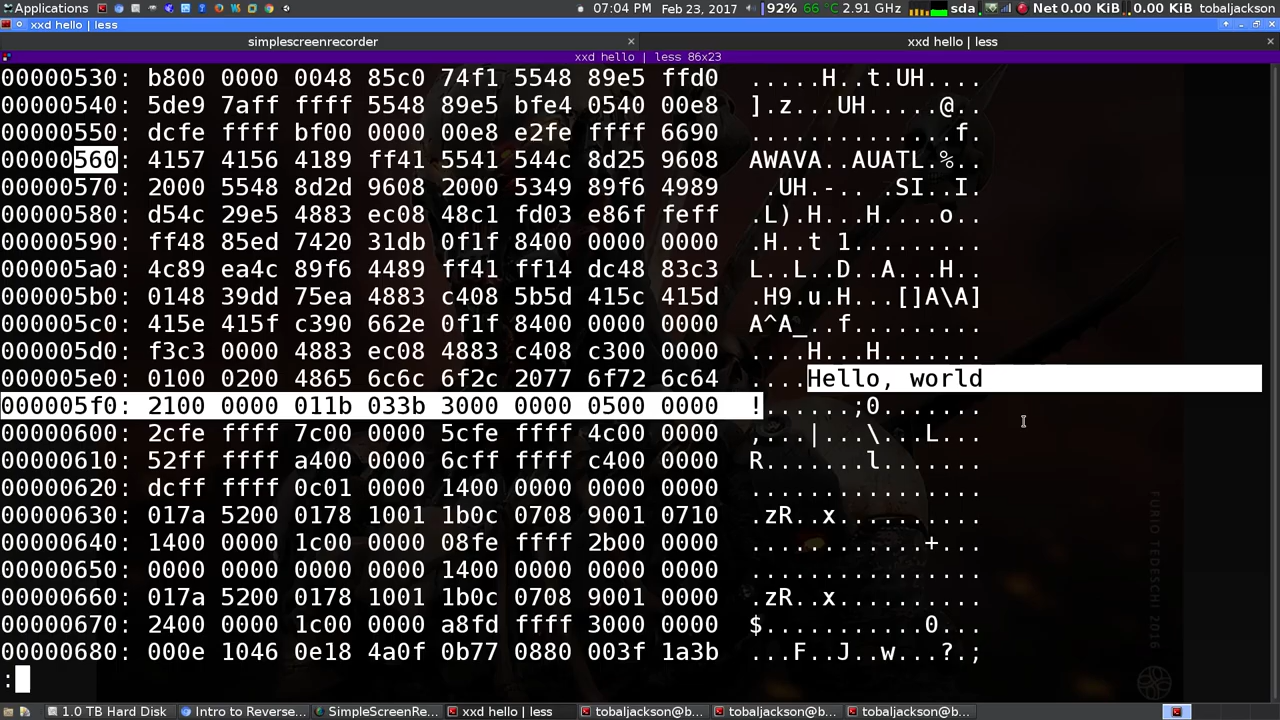 Applications 07:04 PM Feb 23, 2017 92% 66 °C 2.91 GHz sda Net 0.00 KiB 0.00 KiB tobaljackson
xxd hello | less
simplescreenrecorder xxd hello | less
xxd hello | less 86x23
00000530: b800 0000 0048 85c0 74f1 5548 89e5 ffd0  .....H..t.UH....
00000540: 5de9 7aff ffff 5548 89e5 bfe4 0540 00e8  ].z...UH.....@..
00000550: dcfe ffff bf00 0000 00e8 e2fe ffff 6690  ..............f.
00000560: 4157 4156 4189 ff41 5541 544c 8d25 9608  AWAVA..AUATL.%..
00000570: 2000 5548 8d2d 9608 2000 5349 89f6 4989   .UH.-.. .SI..I.
00000580: d54c 29e5 4883 ec08 48c1 fd03 e86f feff  .L).H...H....o..
00000590: ff48 85ed 7420 31db 0f1f 8400 0000 0000  .H..t 1.........
000005a0: 4c89 ea4c 89f6 4489 ff41 ff14 dc48 83c3  L..L..D..A...H..
000005b0: 0148 39dd 75ea 4883 c408 5b5d 415c 415d  .H9.u.H...[]A\A]
000005c0: 415e 415f c390 662e 0f1f 8400 0000 0000  A^A_..f.........
000005d0: f3c3 0000 4883 ec08 4883 c408 c300 0000  ....H...H.......
000005e0: 0100 0200 4865 6c6c 6f2c 2077 6f72 6c64  ....Hello, world
000005f0: 2100 0000 011b 033b 3000 0000 0500 0000  !......;0.......
00000600: 2cfe ffff 7c00 0000 5cfe ffff 4c00 0000  ,...|...\...L...
00000610: 52ff ffff a400 0000 6cff ffff c400 0000  R.......l.......
00000620: dcff ffff 0c01 0000 1400 0000 0000 0000  ................
00000630: 017a 5200 0178 1001 1b0c 0708 9001 0710  .zR..x..........
00000640: 1400 0000 1c00 0000 08fe ffff 2b00 0000  ............+...
00000650: 0000 0000 0000 0000 1400 0000 0000 0000  ................
00000660: 017a 5200 0178 1001 1b0c 0708 9001 0000  .zR..x..........
00000670: 2400 0000 1c00 0000 a8fd ffff 3000 0000  $...........0...
00000680: 000e 1046 0e18 4a0f 0b77 0880 003f 1a3b  ...F..J..w...?.;
:
FURIO TEDESCHI 2016
1.0 TB Hard Disk Intro to Reverse... SimpleScreenRe... xxd hello | less tobaljackson@b... tobaljackson@b... tobaljackson@b...